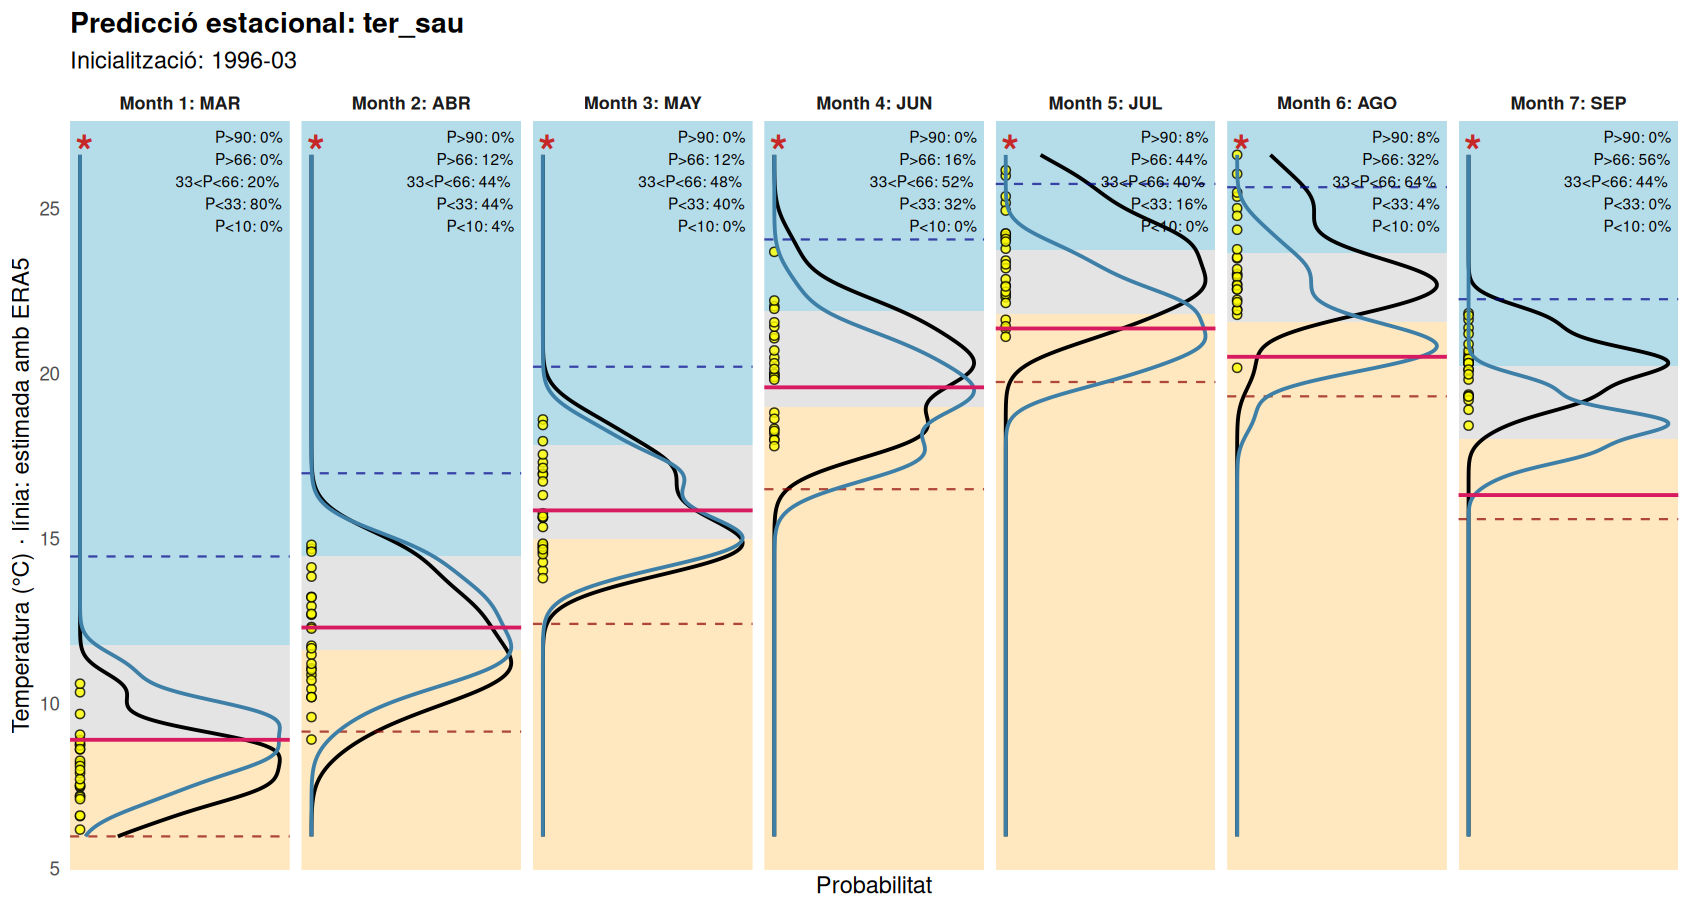 Predicció estacional: ter_sau
Inicialització: 1996-03
Month 1: MAR
Month 2: ABR
Month 3: MAY
Month 4: JUN
Month 5: JUL
Month 6: AGO
Month 7: SEP
*
P>90: 0%
P>66: 0%
33<P<66: 20%
P<33: 80%
P<10: 0%
*
P>90: 0%
P>66: 12%
33<P<66: 44%
P<33: 44%
P<10: 4%
*
P>90: 0%
P>66: 12%
33<P<66: 48%
P<33: 40%
P<10: 0%
*
P>90: 0%
P>66: 16%
33<P<66: 52%
P<33: 32%
P<10: 0%
*
P>90: 8%
P>66: 44%
33<P<66: 40%
P<33: 16%
P<10: 0%
*
P>90: 8%
P>66: 32%
33<P<66: 64%
P<33: 4%
P<10: 0%
*
P>90: 0%
P>66: 56%
33<P<66: 44%
P<33: 0%
P<10: 0%
25
20
15
10
5
Temperatura (°C) · línia: estimada amb ERA5
Probabilitat